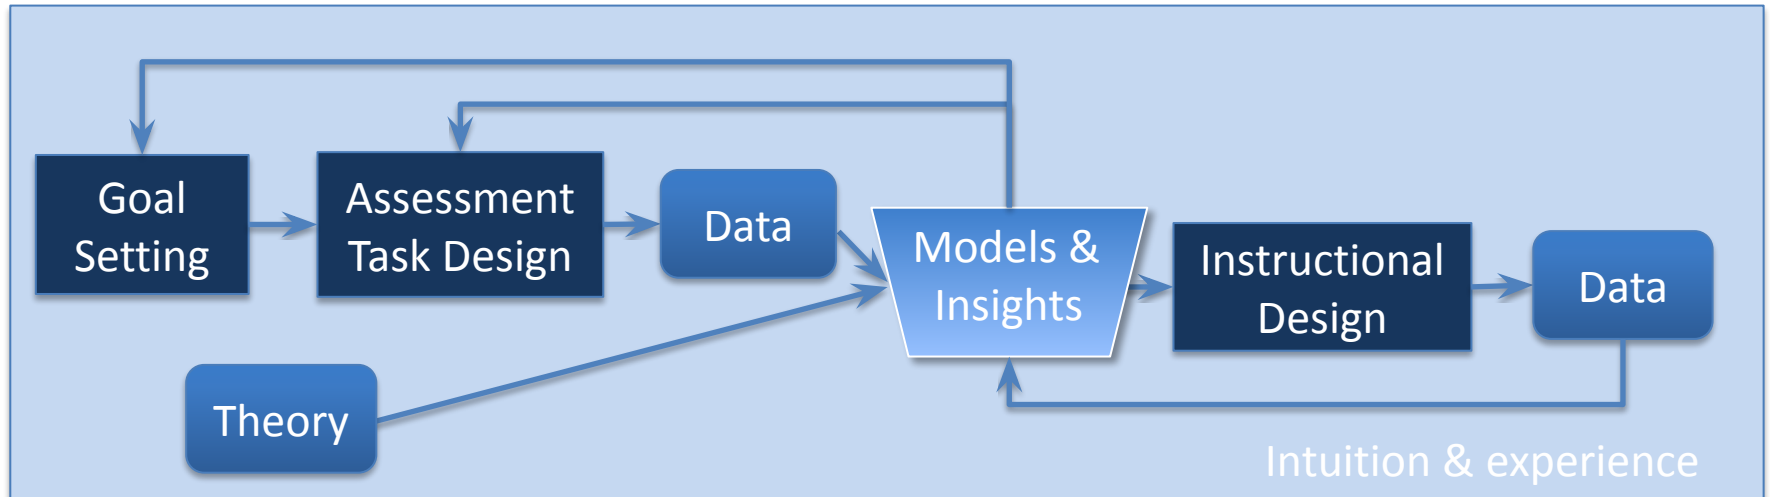 Goal
Setting
Assessment
Task Design
Data
Models &
Insights
Instructional
Design
Data
Theory
Intuition & experience